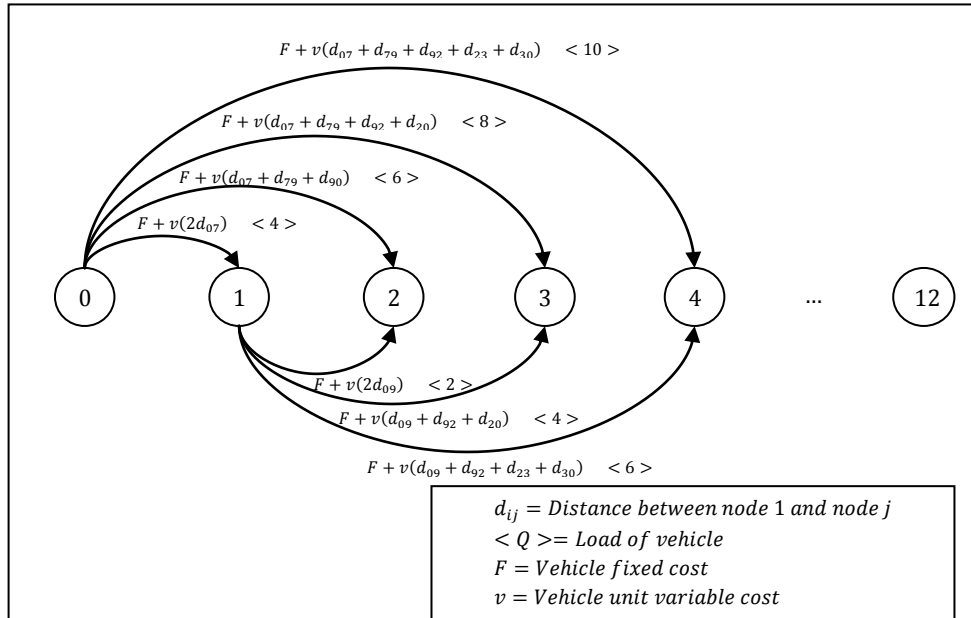 F + v(d₀₇ + d₇₉ + d₉₂ + d₂₃ + d₃₀) < 10 >
F + v(d₀₇ + d₇₉ + d₉₂ + d₂₀) < 8 >
F + v(d₀₇ + d₇₉ + d₉₀) < 6 >
F + v(2d₀₇) < 4 >
0 1 2 3 4 ... 12
F + v(2d₀₉) < 2 >
F + v(d₀₉ + d₉₂ + d₂₀) < 4 >
F + v(d₀₉ + d₉₂ + d₂₃ + d₃₀) < 6 >
dᵢⱼ = Distance between node 1 and node j
< Q >= Load of vehicle
F = Vehicle fixed cost
v = Vehicle unit variable cost